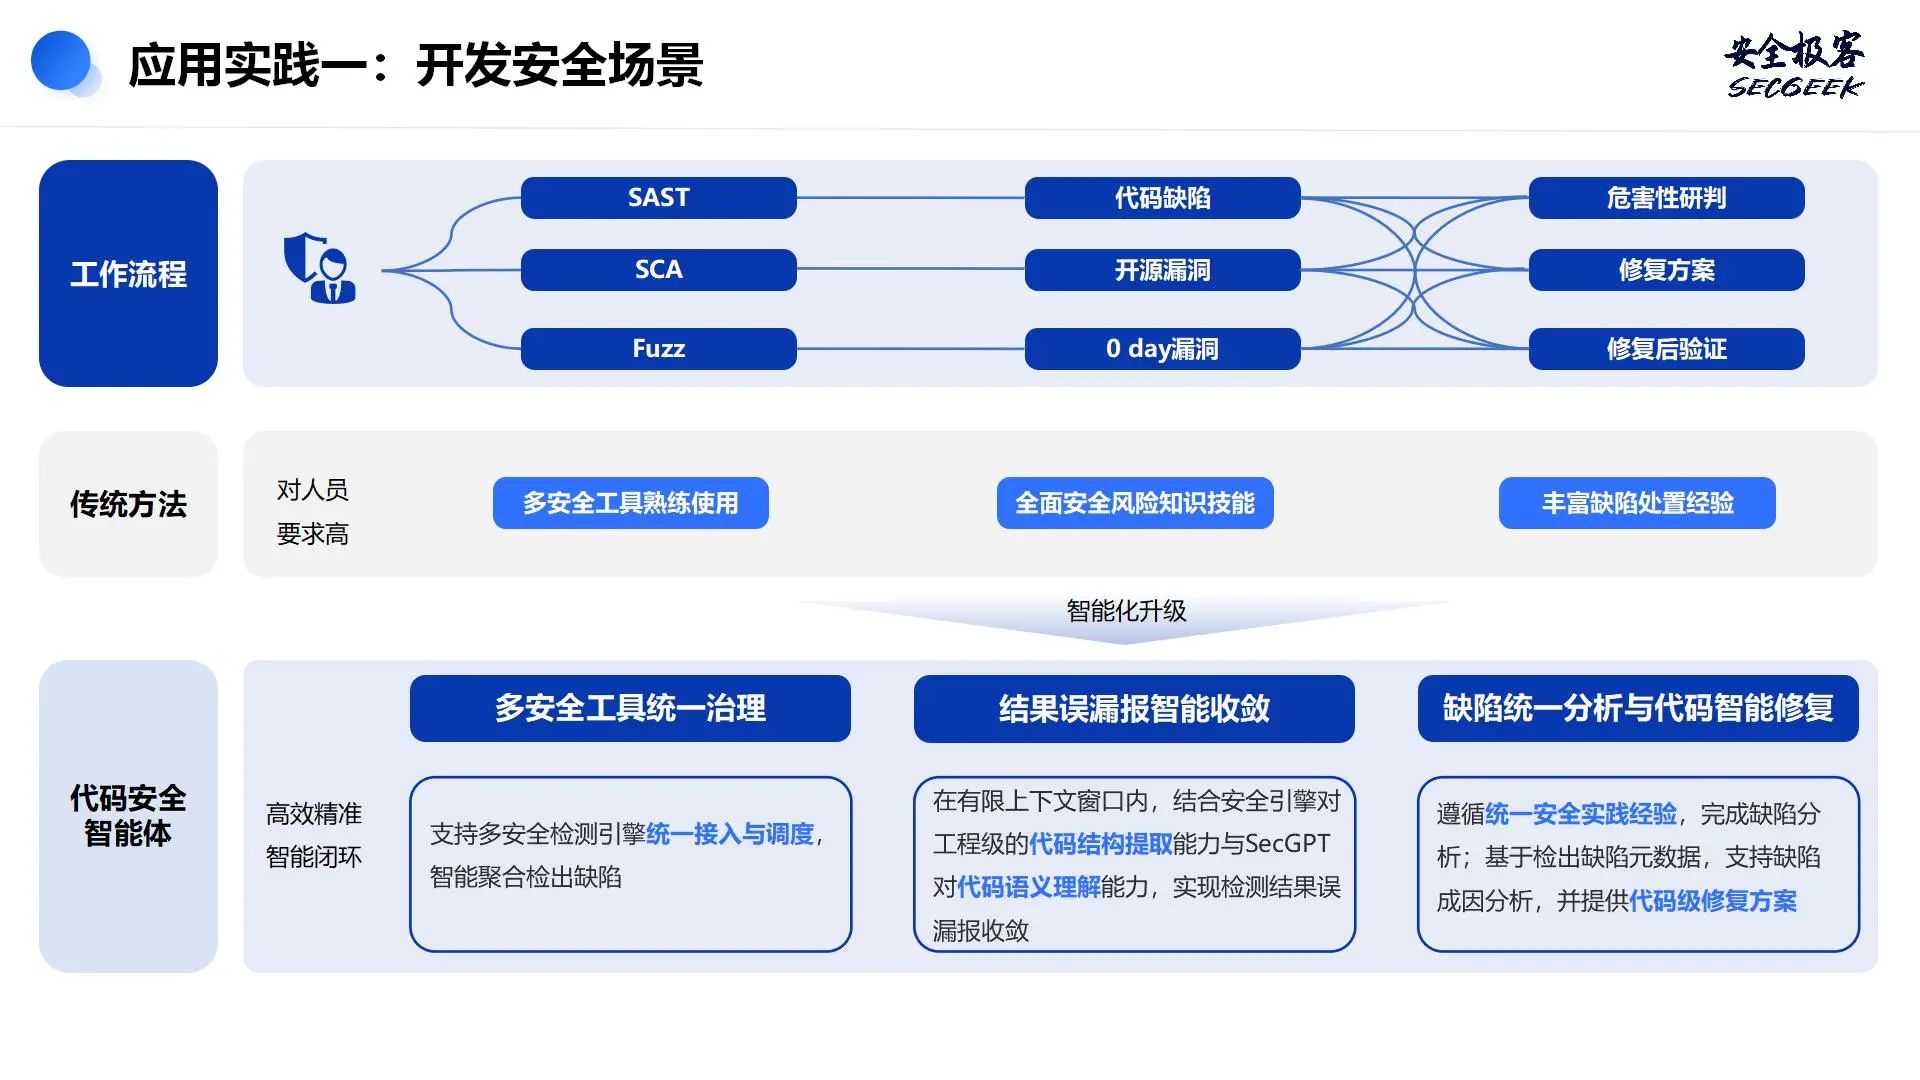 应用实践一：开发安全场景
安全极客
SECGEEK
工作流程
SAST
代码缺陷
危害性研判
SCA
开源漏洞
修复方案
Fuzz
0 day漏洞
修复后验证
传统方法
对人员
要求高
多安全工具熟练使用
全面安全风险知识技能
丰富缺陷处置经验
智能化升级
代码安全
智能体
高效精准
智能闭环
多安全工具统一治理
支持多安全检测引擎统一接入与调度，
智能聚合检出缺陷
结果误漏报智能收敛
在有限上下文窗口内，结合安全引擎对
工程级的代码结构提取能力与SecGPT
对代码语义理解能力，实现检测结果误
漏报收敛
缺陷统一分析与代码智能修复
遵循统一安全实践经验，完成缺陷分
析；基于检出缺陷元数据，支持缺陷
成因分析，并提供代码级修复方案